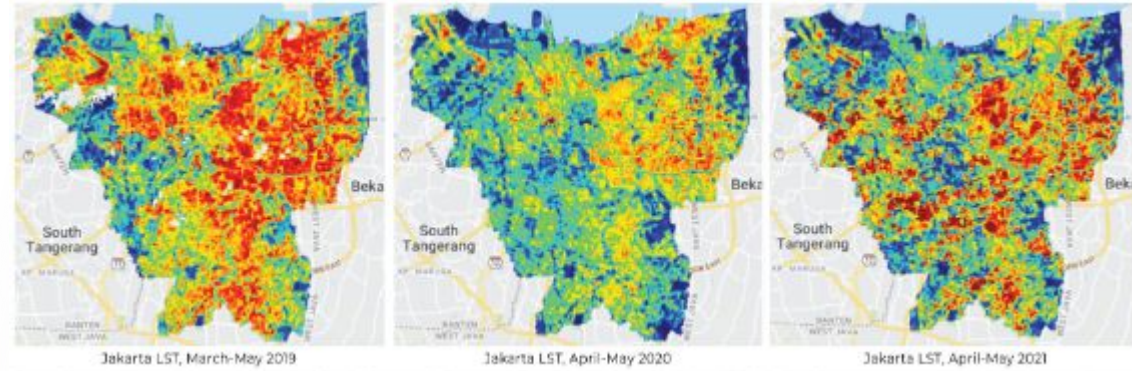 Beka
South
Tangerang
BANTEN
WEST JAVA
Jakarta LST, March-May 2019
Beka
South
Tangerang
BANTEN
WEST JAVA
Jakarta LST, April-May 2020
Bek
South
Tangerang
BANTEN
WEST JAVA
Jakarta LST, April-May 2021